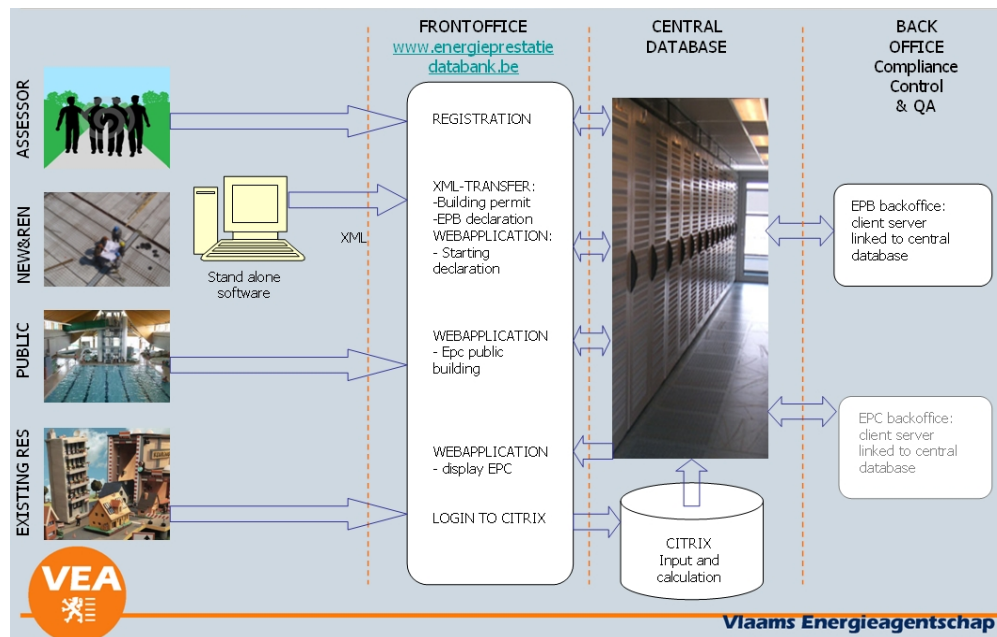 FRONTOFFICE
www.energieprestatie
databank.be
CENTRAL
DATABASE
BACK
OFFICE
Compliance
Control
& QA
ASSESSOR
NEW&REN
PUBLIC
EXISTING RES
Stand alone
software
XML
REGISTRATION
XML-TRANSFER:
-Building permit
-EPB declaration
WEBAPPLICATION:
- Starting
declaration
WEBAPPLICATION
- Epc public
building
WEBAPPLICATION
- display EPC
LOGIN TO CITRIX
CITRIX
Input and
calculation
EPB backoffice:
client server
linked to central
database
EPC backoffice:
client server
linked to central
database
VEA
Vlaams Energieagentschap